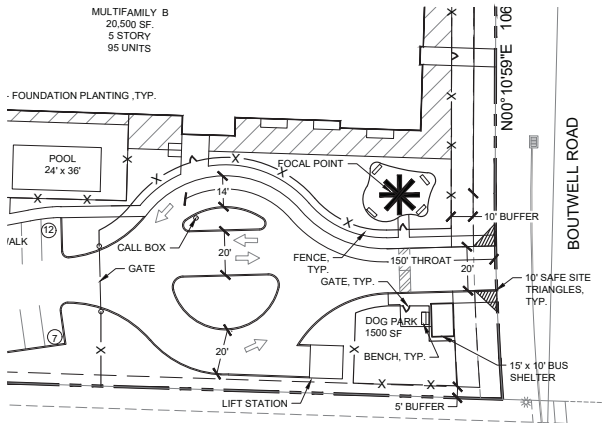 MULTIFAMILY B
20,500 SF.
5 STORY
95 UNITS
N00°10'59"E 106
- FOUNDATION PLANTING ,TYP.
POOL
24' x 36'
FOCAL POINT
BOUTWELL ROAD
14'
10' BUFFER
12
ALK
CALL BOX
20'
FENCE,
TYP.
150' THROAT
20'
GATE
GATE, TYP.
10' SAFE SITE
TRIANGLES,
TYP.
DOG PARK
1500 SF
7
20'
BENCH, TYP.
15' x 10' BUS
SHELTER
LIFT STATION
5' BUFFER